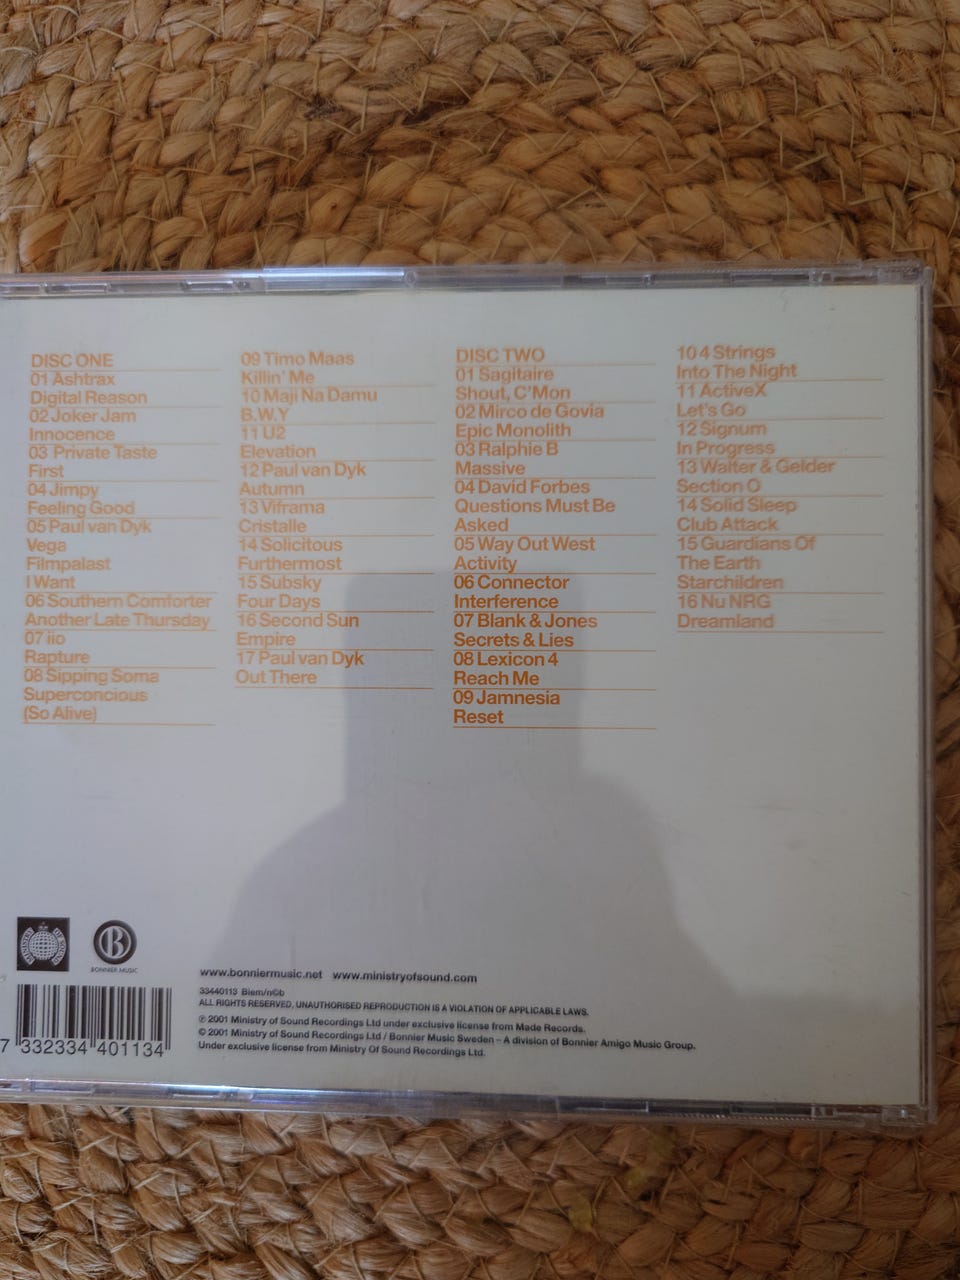 DISC ONE
01 Ashtrax
Digital Reason
02 Joker Jam
Innocence
03 Private Taste
First
04 Jimpy
Feeling Good
05 Paul van Dyk
Vega
Filmpalast
I Want
06 Southern Comforter
Another Late Thursday
07 iio
Rapture
08 Sipping Soma
Superconcious
(So Alive)
09 Timo Maas
Killin' Me
10 Maji Na Damu
B.W.Y
11 U2
Elevation
12 Paul van Dyk
Autumn
13 Viframa
Cristalle
14 Solicitous
Furthermost
15 Subsky
Four Days
16 Second Sun
Empire
17 Paul van Dyk
Out There
DISC TWO
01 Sagitaire
Shout, C'Mon
02 Mirco de Govia
Epic Monolith
03 Ralphie B
Massive
04 David Forbes
Questions Must Be
Asked
05 Way Out West
Activity
06 Connector
Interference
07 Blank & Jones
Secrets & Lies
08 Lexicon 4
Reach Me
09 Jamnesia
Reset
10 4 Strings
Into The Night
11 ActiveX
Let's Go
12 Signum
In Progress
13 Walter & Gelder
Section O
14 Solid Sleep
Club Attack
15 Guardians Of
The Earth
Starchildren
16 Nu NRG
Dreamland
MINISTRY OF SOUND
B
BONNIER MUSIC
www.bonniermusic.net www.ministryofsound.com
33440113 Biem/n©b
ALL RIGHTS RESERVED, UNAUTHORISED REPRODUCTION IS A VIOLATION OF APPLICABLE LAWS.
℗ 2001 Ministry of Sound Recordings Ltd under exclusive license from Made Records.
© 2001 Ministry of Sound Recordings Ltd / Bonnier Music Sweden – A division of Bonnier Amigo Music Group.
Under exclusive license from Ministry Of Sound Recordings Ltd.
7 332334 401134